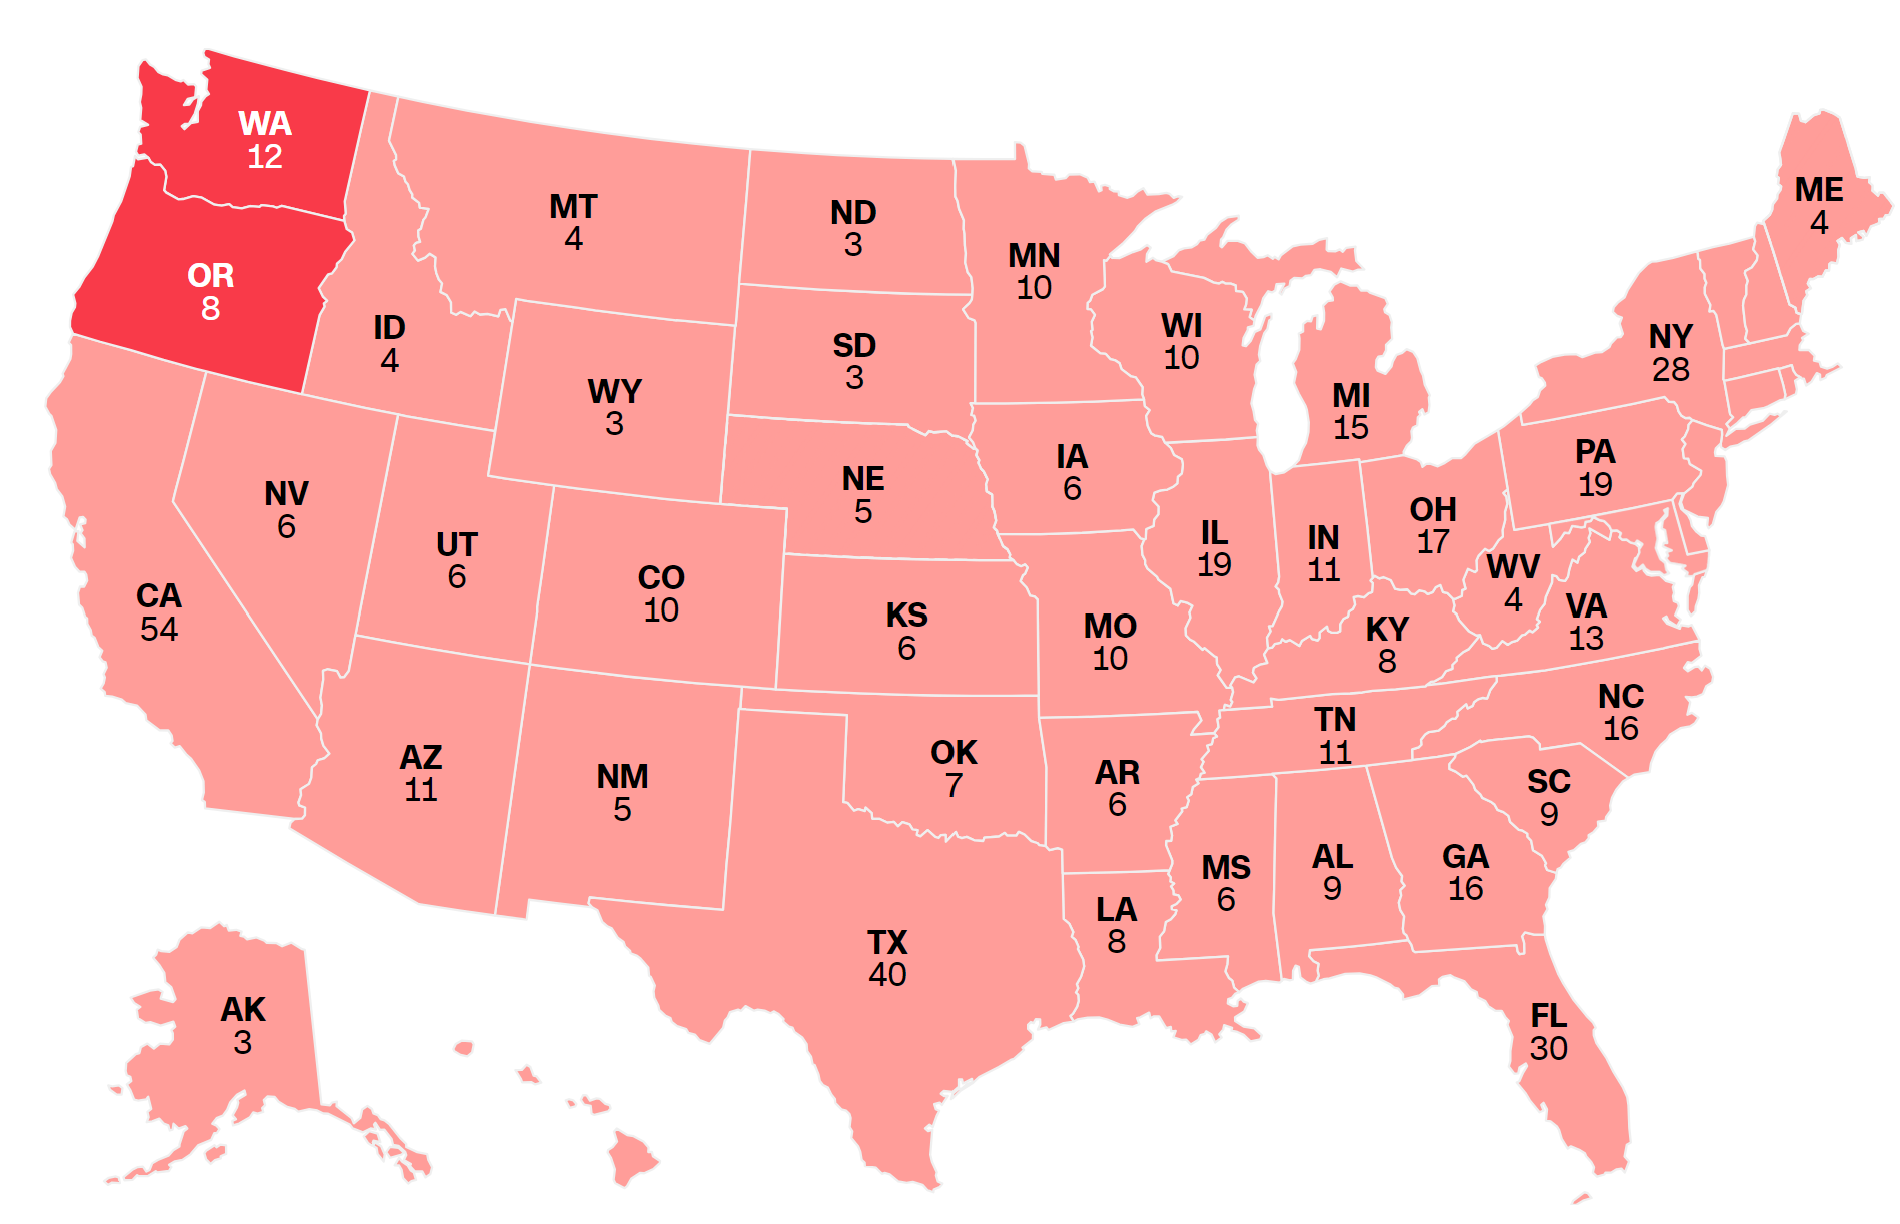 WA
12
ME
4
MT
4
ND
3
MN
10
OR
8
ID
4
WI
10
NY
28
SD
3
WY
3
MI
15
PA
19
IA
6
NE
5
NV
6
OH
17
IL
19
IN
11
UT
6
CO
10
WV
4
CA
54
VA
13
KS
6
MO
10
KY
8
NC
16
TN
11
OK
7
AZ
11
NM
5
AR
6
SC
9
MS
6
AL
9
GA
16
LA
8
TX
40
AK
3
FL
30